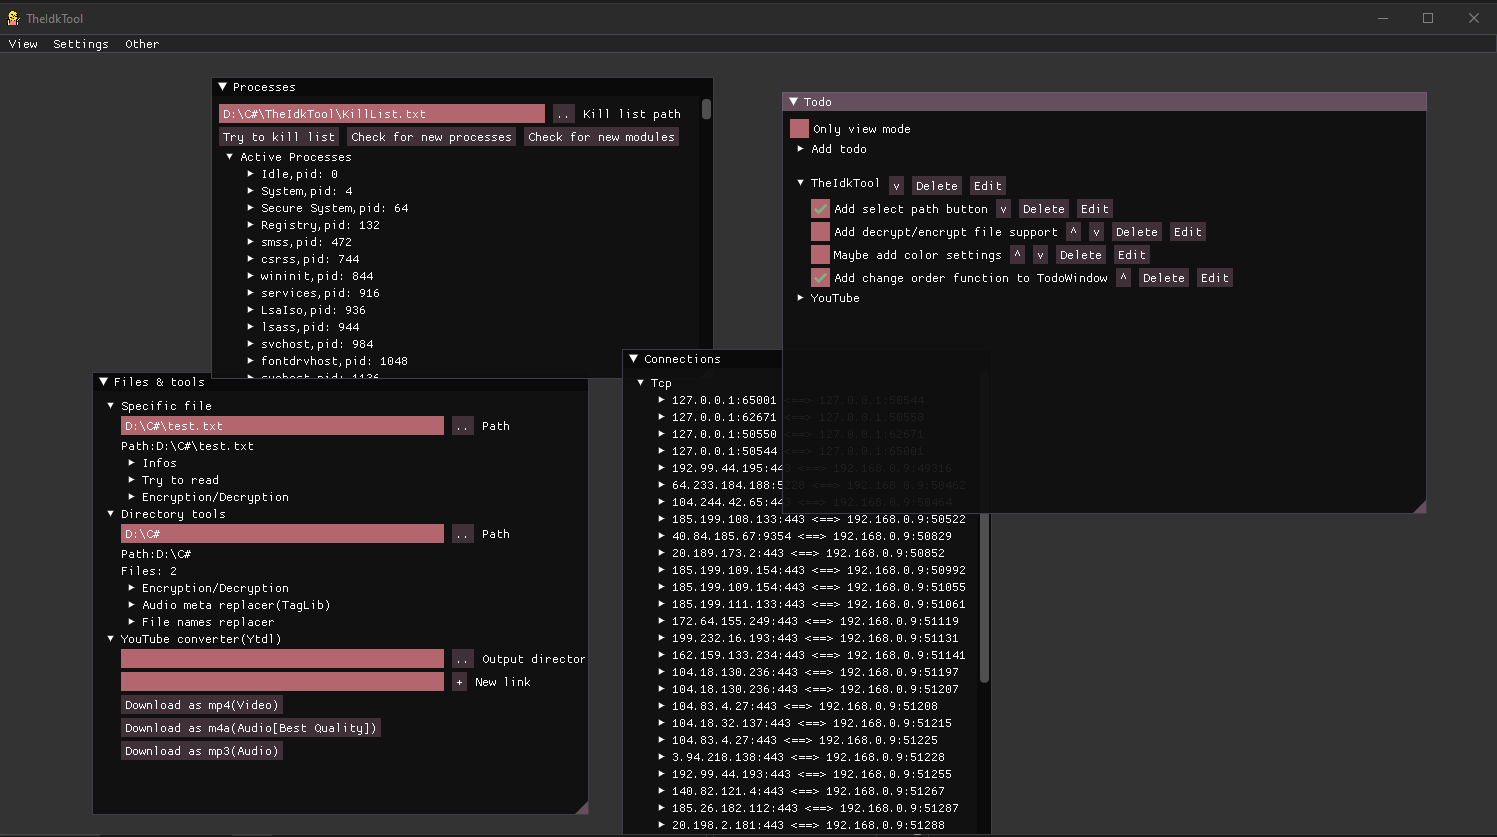 TheIdkTool
View Settings Other
Processes
D:\C#\TheIdkTool\KillList.txt .. Kill list path
Try to kill list Check for new processes Check for new modules
Active Processes
Idle,pid: 0
System,pid: 4
Secure System,pid: 64
Registry,pid: 132
smss,pid: 472
csrss,pid: 744
wininit,pid: 844
services,pid: 916
LsaIso,pid: 936
lsass,pid: 944
svchost,pid: 984
fontdrvhost,pid: 1048
svchost,pid: 1136
Todo
Only view mode
Add todo
TheIdkTool v Delete Edit
Add select path button v Delete Edit
Add decrypt/encrypt file support ^ v Delete Edit
Maybe add color settings ^ v Delete Edit
Add change order function to TodoWindow ^ Delete Edit
YouTube
Files & tools
Specific file
D:\C#\test.txt .. Path
Path:D:\C#\test.txt
Infos
Try to read
Encryption/Decryption
Directory tools
D:\C# .. Path
Path:D:\C#
Files: 2
Encryption/Decryption
Audio meta replacer(TagLib)
File names replacer
YouTube converter(Ytdl)
.. Output director
+ New link
Download as mp4(Video)
Download as m4a(Audio[Best Quality])
Download as mp3(Audio)
Connections
Tcp
127.0.0.1:65001 <==> 127.0.0.1:50544
127.0.0.1:62671 <==> 127.0.0.1:50550
127.0.0.1:50550 <==> 127.0.0.1:62671
127.0.0.1:50544 <==> 127.0.0.1:65001
192.99.44.195:443 <==> 192.168.0.9:49316
64.233.184.188:5228 <==> 192.168.0.9:50462
104.244.42.65:443 <==> 192.168.0.9:50464
185.199.108.133:443 <==> 192.168.0.9:50522
40.84.185.67:9354 <==> 192.168.0.9:50829
20.189.173.2:443 <==> 192.168.0.9:50852
185.199.109.154:443 <==> 192.168.0.9:50992
185.199.109.154:443 <==> 192.168.0.9:51055
185.199.111.133:443 <==> 192.168.0.9:51061
172.64.155.249:443 <==> 192.168.0.9:51119
199.232.16.193:443 <==> 192.168.0.9:51131
162.159.133.234:443 <==> 192.168.0.9:51141
104.18.130.236:443 <==> 192.168.0.9:51197
104.18.130.236:443 <==> 192.168.0.9:51207
104.83.4.27:443 <==> 192.168.0.9:51208
104.18.32.137:443 <==> 192.168.0.9:51215
104.83.4.27:443 <==> 192.168.0.9:51225
3.94.218.138:443 <==> 192.168.0.9:51228
192.99.44.193:443 <==> 192.168.0.9:51255
140.82.121.4:443 <==> 192.168.0.9:51267
185.26.182.112:443 <==> 192.168.0.9:51287
20.198.2.181:443 <==> 192.168.0.9:51288